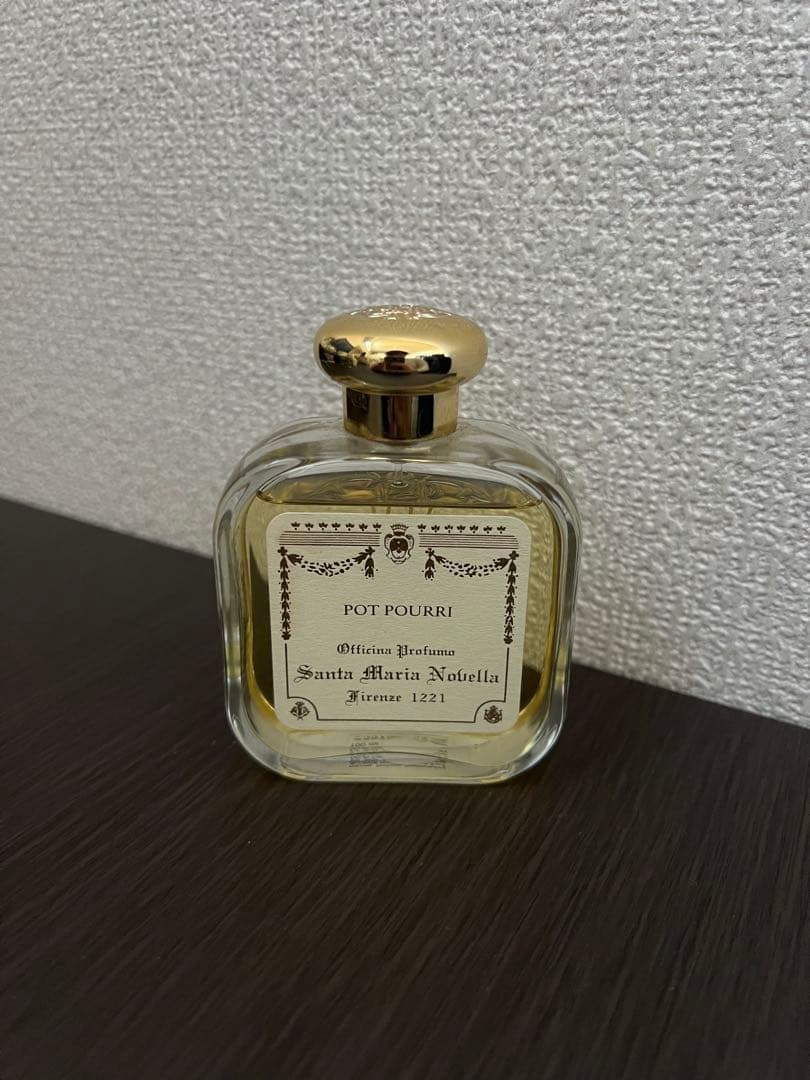 POT POURRI
Officina Profumo
Santa Maria Novella
Firenze 1221